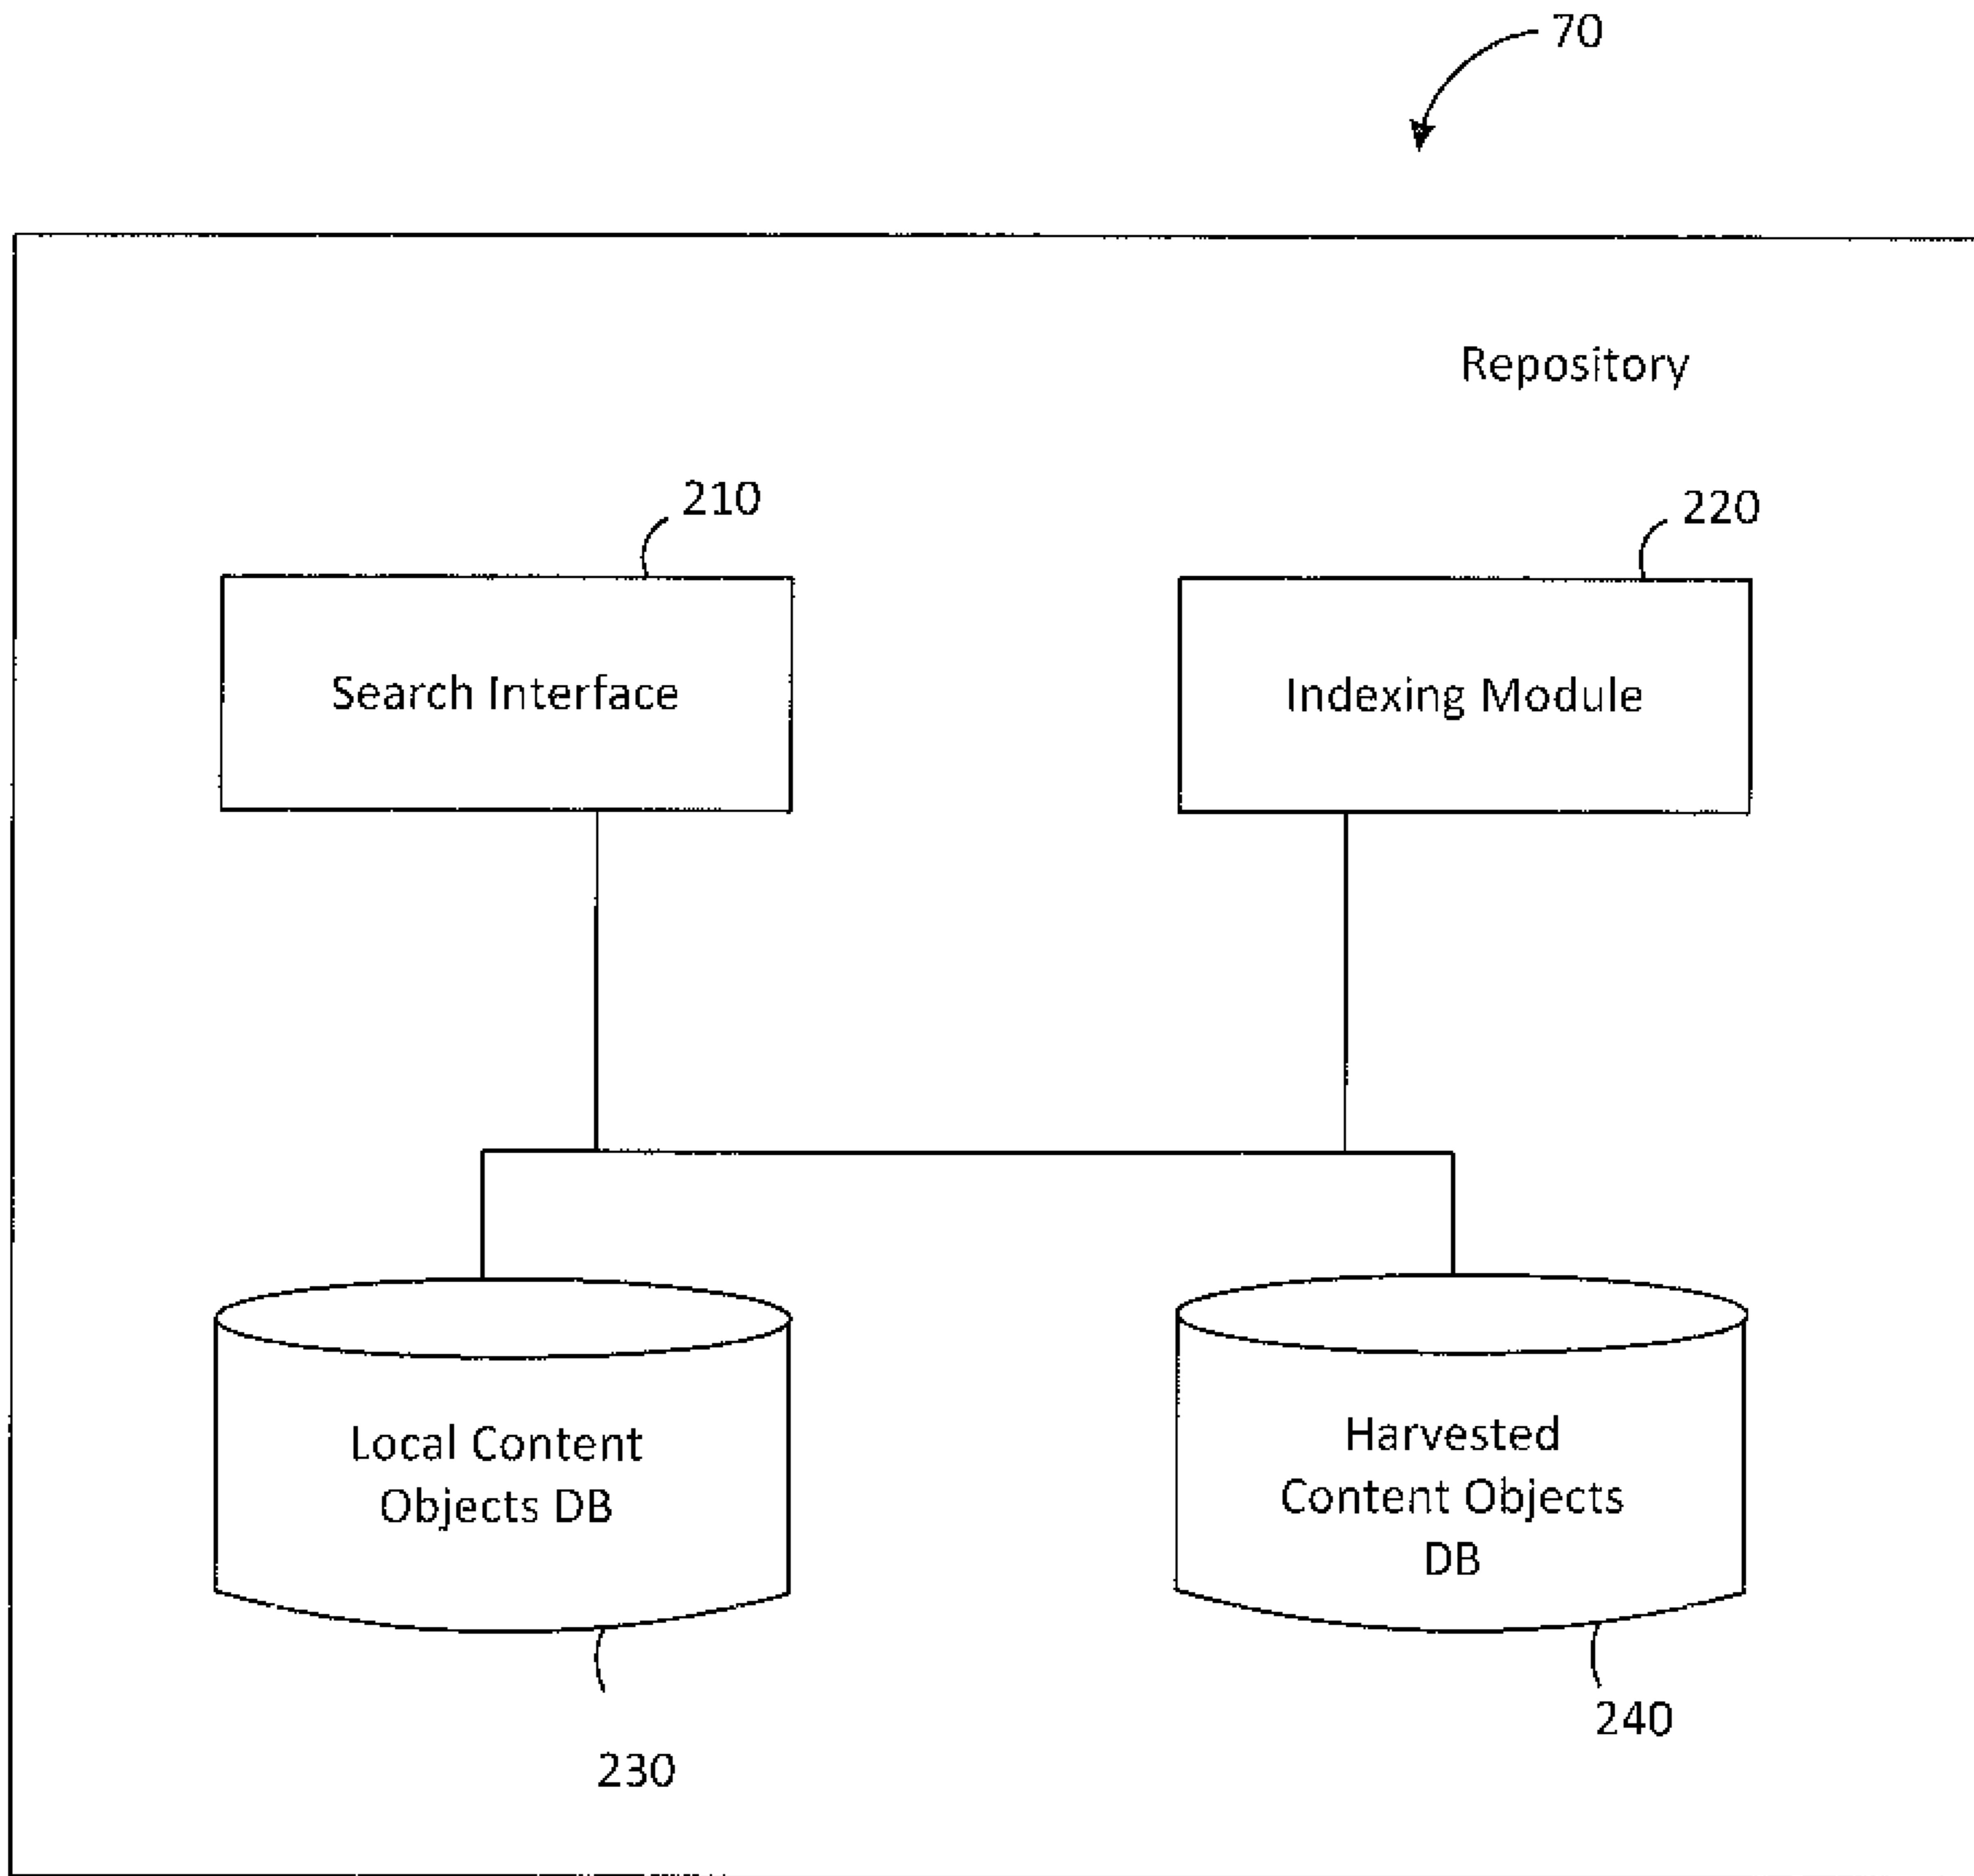 70
Repository
210
220
Search Interface
Indexing Module
Local Content
Objects DB
Harvested
Content Objects
DB
230
240